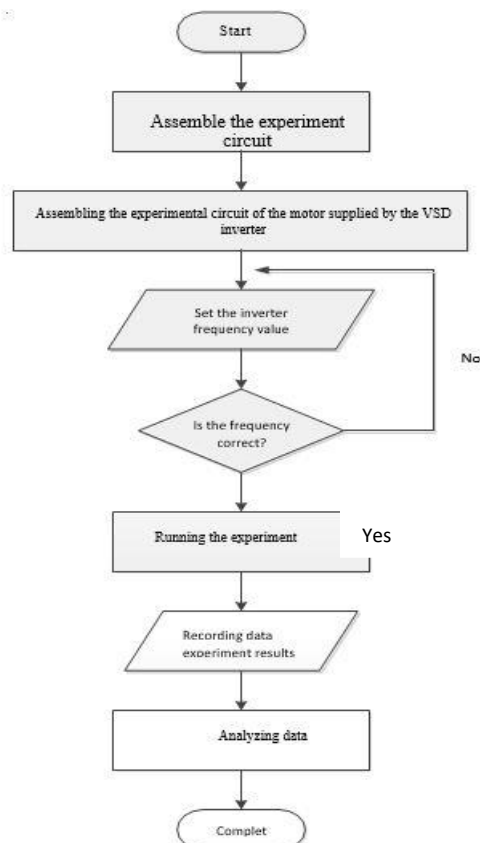 Start
Assemble the experiment
circuit
Assembling the experimental circuit of the motor supplied by the VSD
inverter
Set the inverter
frequency value
No
Is the frequency
correct?
Running the experiment
Yes
Recording data
experiment results
Analyzing data
Complet